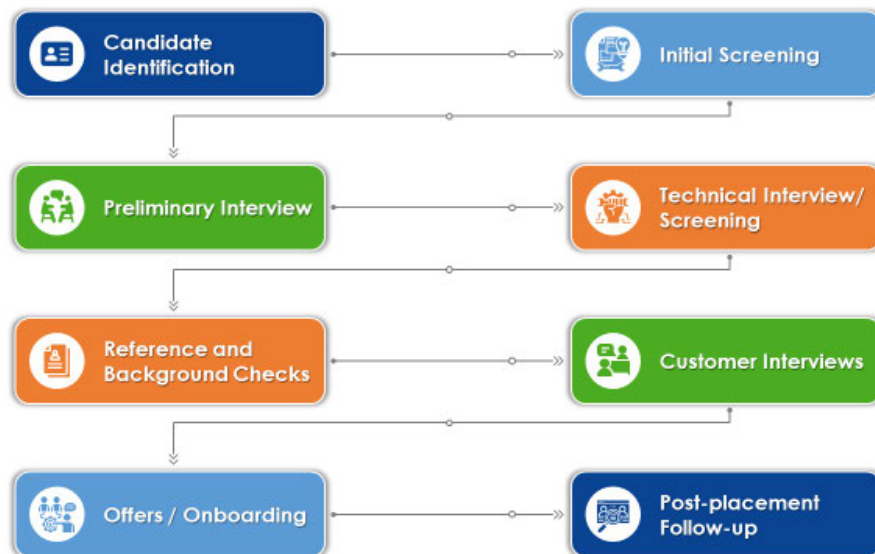 Candidate
Identification
Initial Screening
Preliminary Interview
Technical Interview/
Screening
Reference and
Background Checks
Customer Interviews
Offers / Onboarding
Post-placement
Follow-up